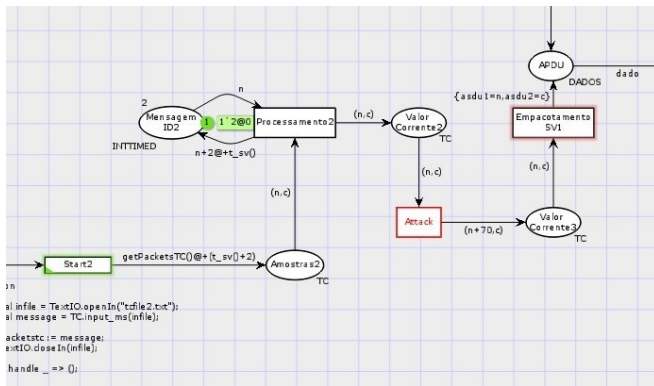 APDU
DADOS
dado
{asdu1=n,asdu2=c}
2
n
Mensagem
ID2
1
1`2@0
Processamento2
(n,c)
Valor
Corrente2
TC
Empacotamento
SV1
INTTIMED
n+2@+t_sv()
(n,c)
(n,c)
(n,c)
Attack
(n+70,c)
Valor
Corrente3
TC
Start2
getPacketsTC()@+(t_sv()+2)
Amostras2
TC
on
al infile = TextIO.openIn("tcfile2.txt");
al message = TC.input_ms(infile);
acketstc := message;
extIO.closeIn(infile);
handle _ => ();